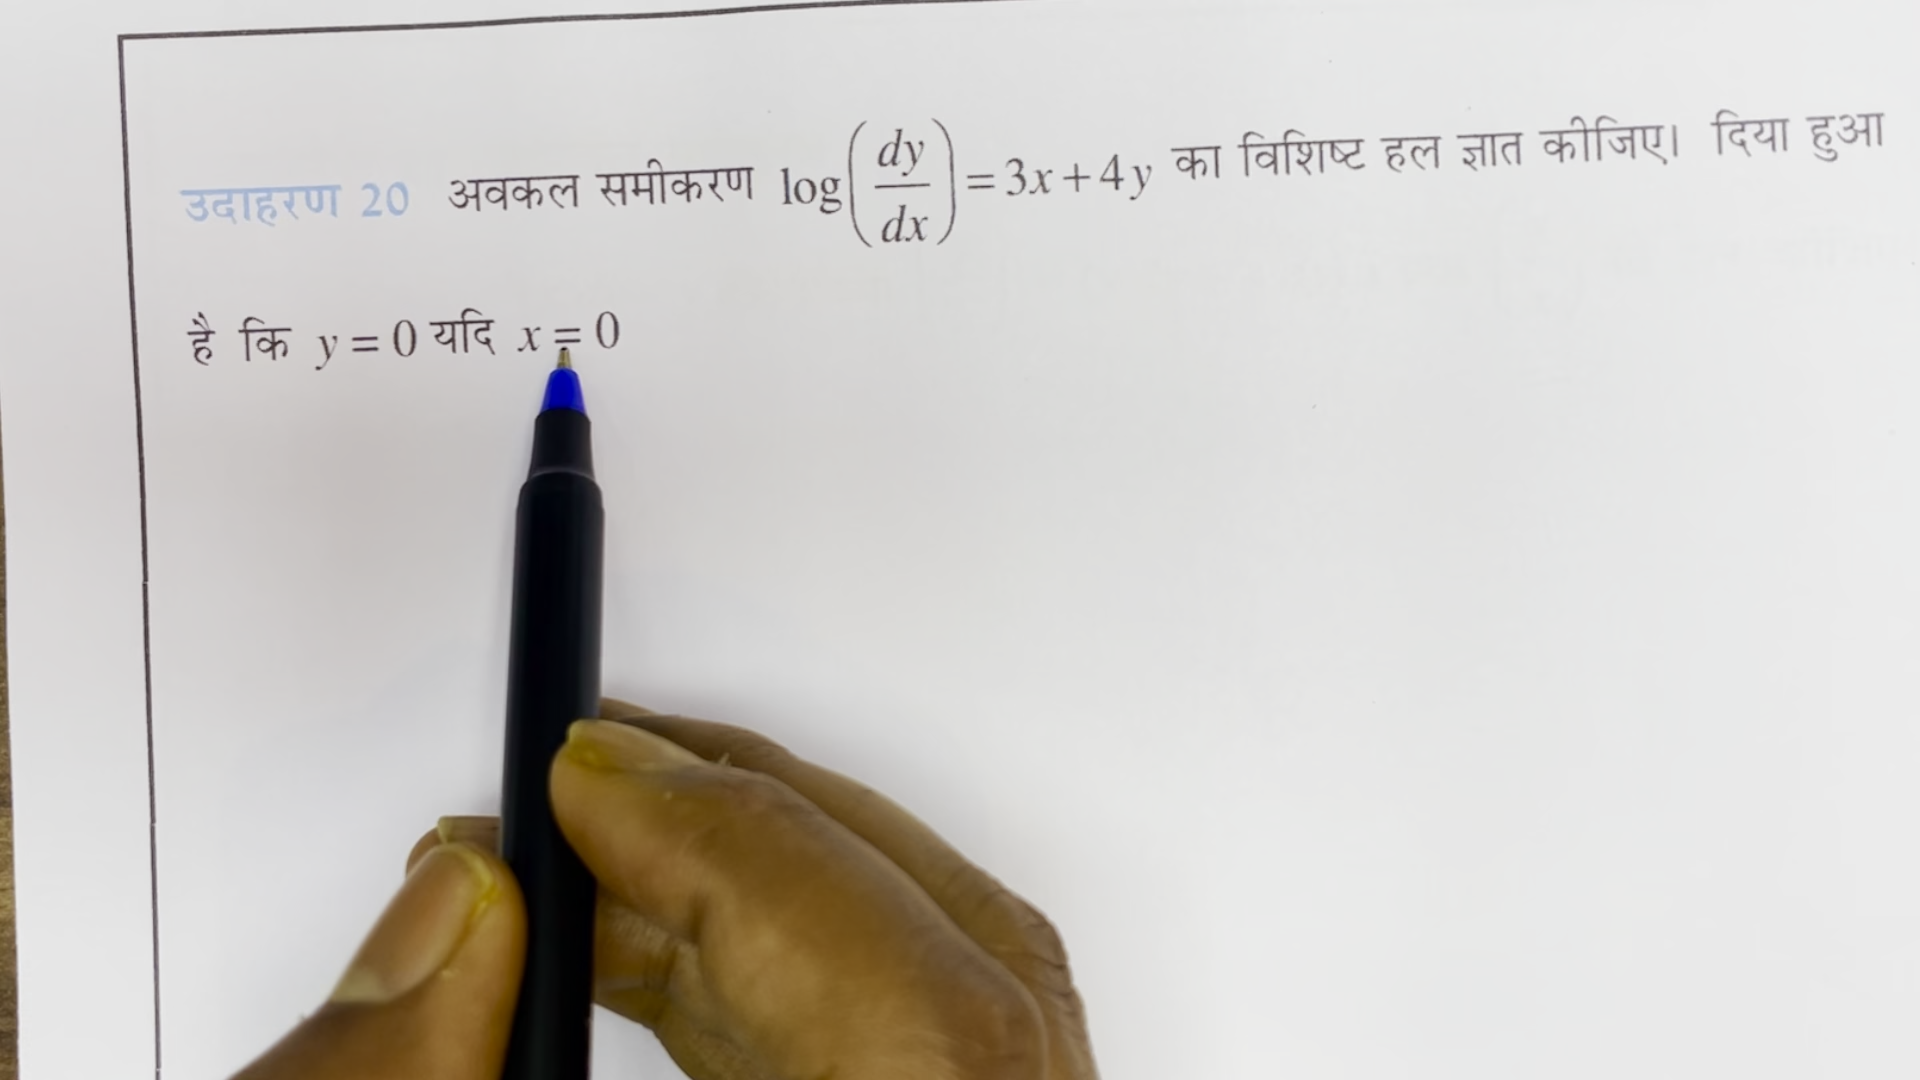 उदाहरण 20 अवकल समीकरण log(dy/dx) = 3x + 4y का विशिष्ट हल ज्ञात कीजिए। दिया हुआ
है कि y = 0 यदि x = 0